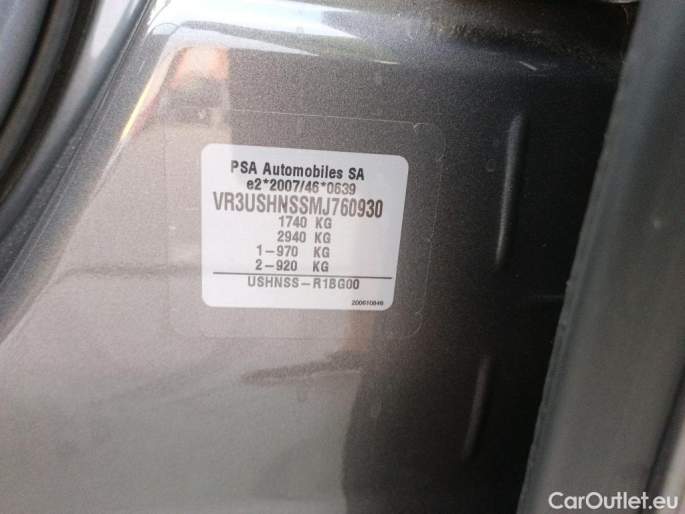 PSA Automobiles SA
e2*2007/46*0639
VR3USHNSSMJ760930
1740 KG
2940 KG
1-970 KG
2-920 KG
USHNSS-R1BG00
200610846
CarOutlet.eu